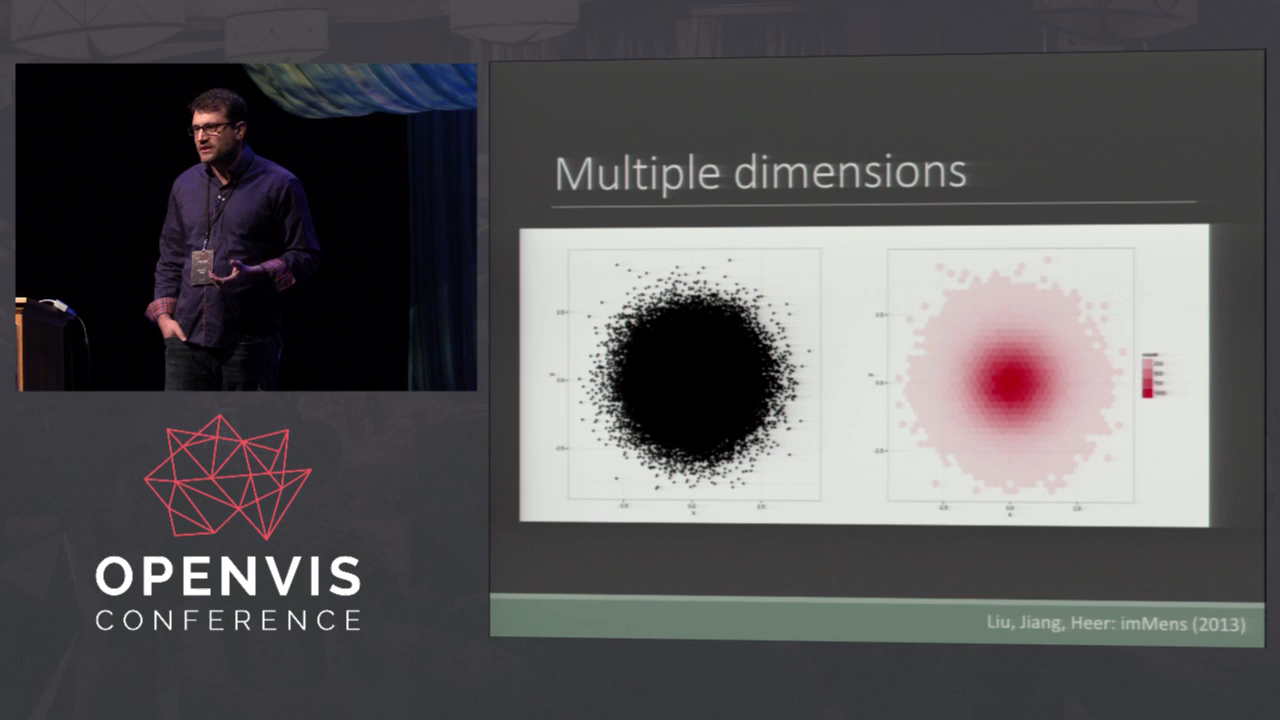 Multiple dimensions
Liu, Jiang, Heer: imMens (2013)
OPENVIS
CONFERENCE